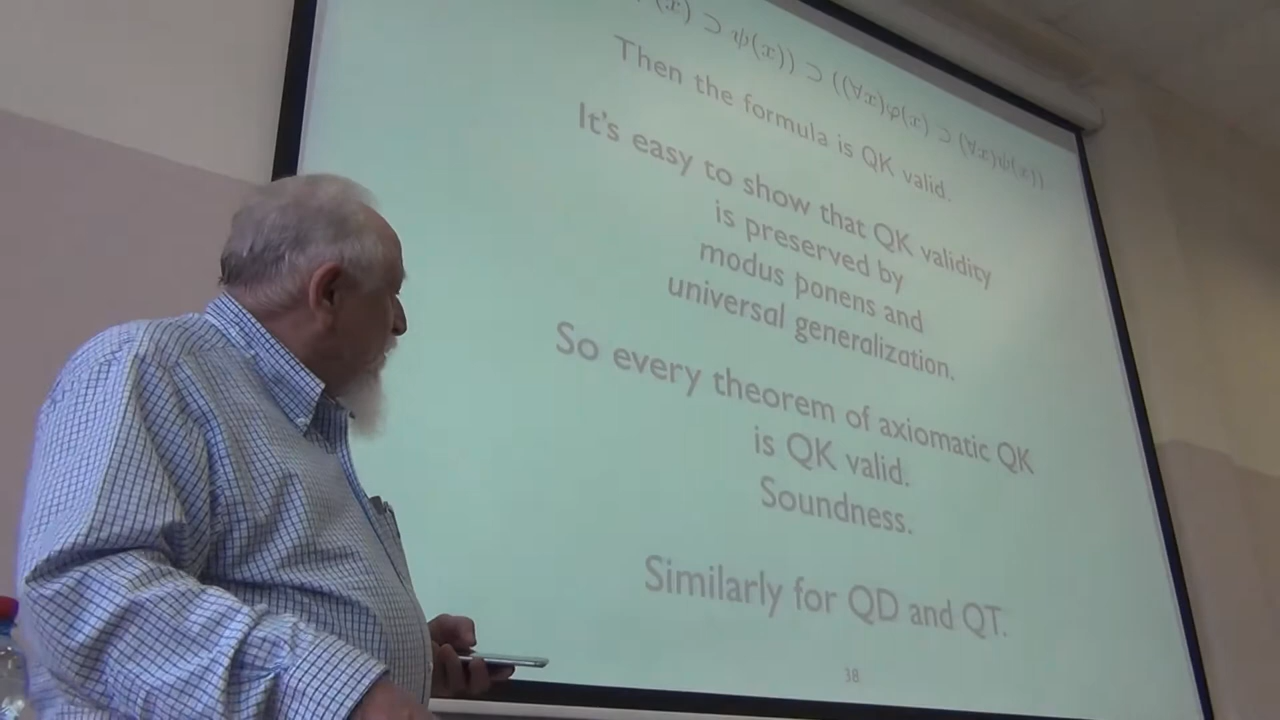 (x) ⊃ ψ(x)) ⊃ ((∀x)φ(x) ⊃ (∀x)ψ(x))
Then the formula is QK valid.
It's easy to show that QK validity
is preserved by
modus ponens and
universal generalization.
So every theorem of axiomatic QK
is QK valid.
Soundness.
Similarly for QD and QT.
38